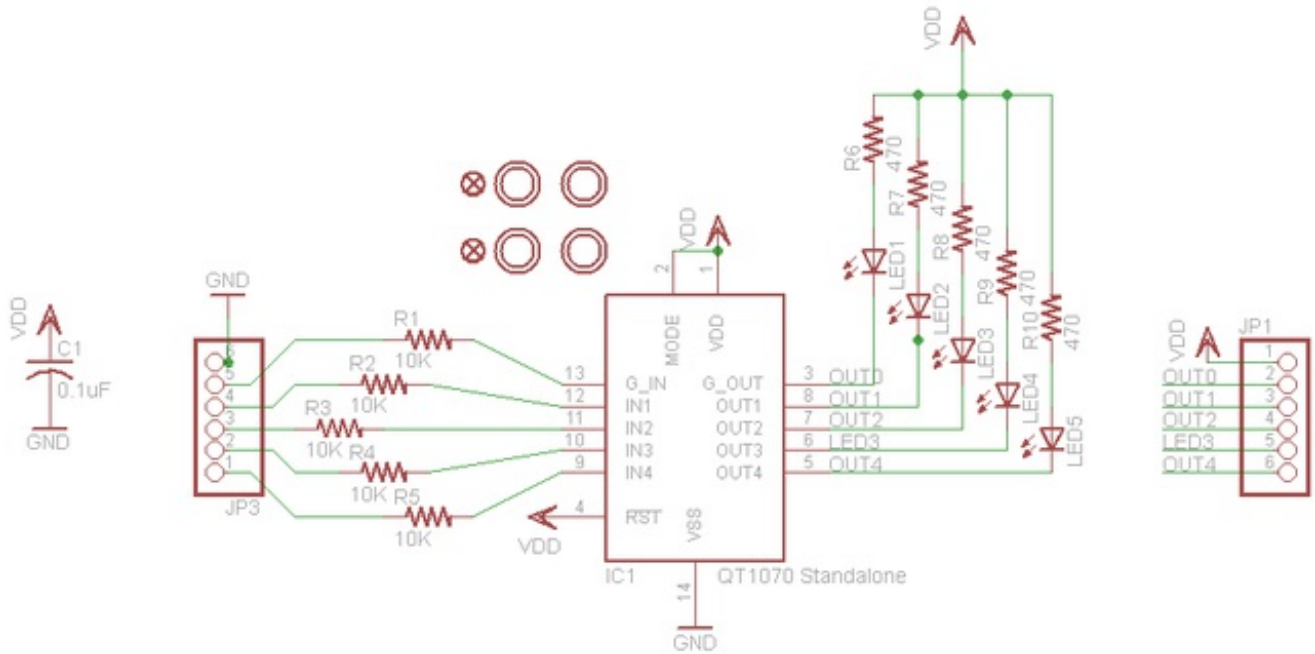 VDD
C1
0.1uF
GND
GND
6
5
4
3
2
1
JP3
R1
10K
R2
10K
R3
10K
R4
10K
R5
10K
VDD
2
1
MODE
VDD
13
G_IN
12
IN1
11
IN2
10
IN3
9
IN4
4
RST
VDD
VSS
14
GND
IC1
QT1070 Standalone
G_OUT
3
OUT0
OUT1
8
OUT1
OUT2
7
OUT2
OUT3
6
LED3
OUT4
5
OUT4
VDD
R6
470
R7
470
R8
470
R9
470
R10
470
LED1
LED2
LED3
LED4
LED5
JP1
VDD
1
OUT0
2
OUT1
3
OUT2
4
LED3
5
OUT4
6